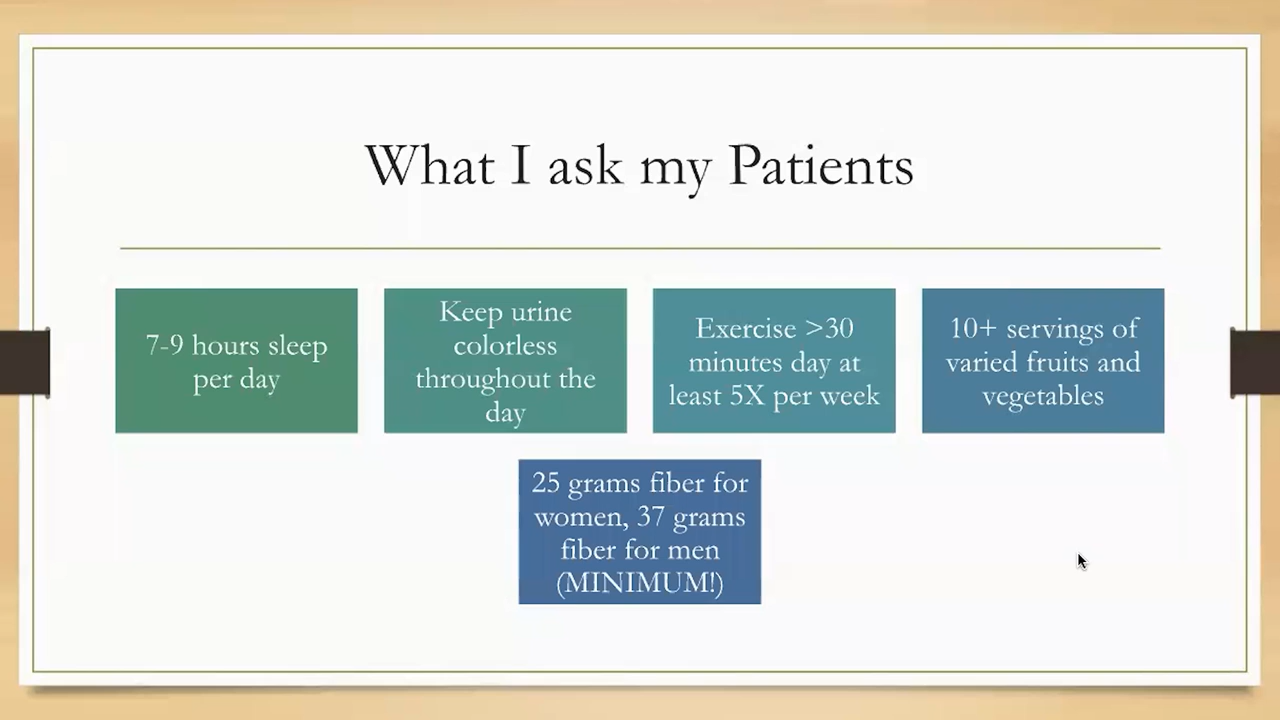 What I ask my Patients
7-9 hours sleep
per day
Keep urine
colorless
throughout the
day
Exercise >30
minutes day at
least 5X per week
10+ servings of
varied fruits and
vegetables
25 grams fiber for
women, 37 grams
fiber for men
(MINIMUM!)